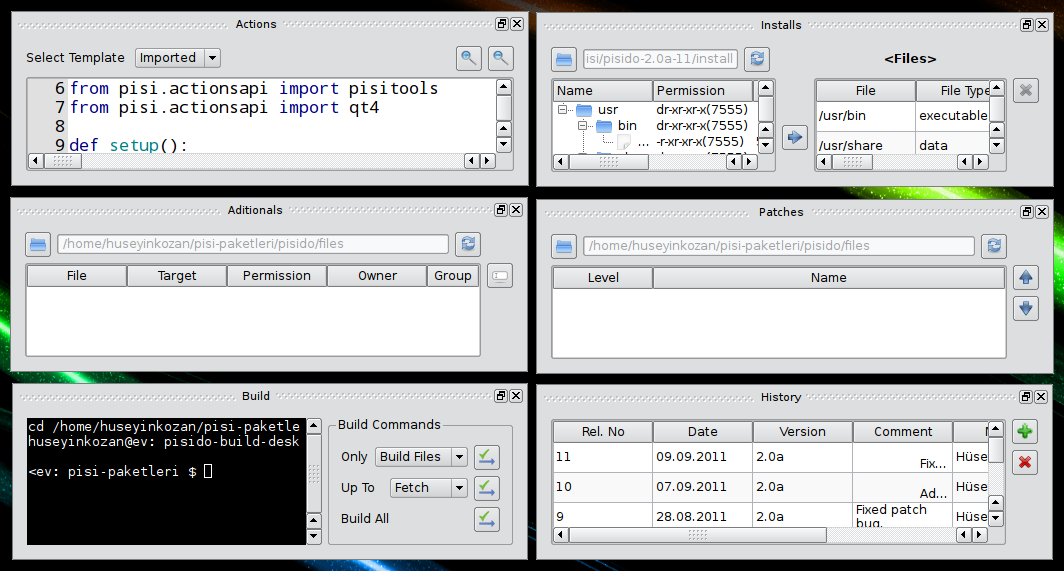 Actions
Select Template Imported
6 from pisi.actionsapi import pisitools
7 from pisi.actionsapi import qt4
8
9 def setup():
Installs
isi/pisido-2.0a-11/install
<Files>
Name Permission
usr dr-xr-xr-x(7555)
bin dr-xr-xr-x(7555)
... -r-xr-xr-x(7555)
File File Type
/usr/bin executable
/usr/share data
Aditionals
/home/huseyinkozan/pisi-paketleri/pisido/files
File Target Permission Owner Group
Patches
/home/huseyinkozan/pisi-paketleri/pisido/files
Level Name
Build
cd /home/huseyinkozan/pisi-paketle
huseyinkozan@ev: pisido-build-desk
<ev: pisi-paketleri $
Build Commands
Only Build Files
Up To Fetch
Build All
History
Rel. No Date Version Comment
11 09.09.2011 2.0a Fix... Hüse
10 07.09.2011 2.0a Ad... Hüse
9 28.08.2011 2.0a Fixed patch bug. Hüse